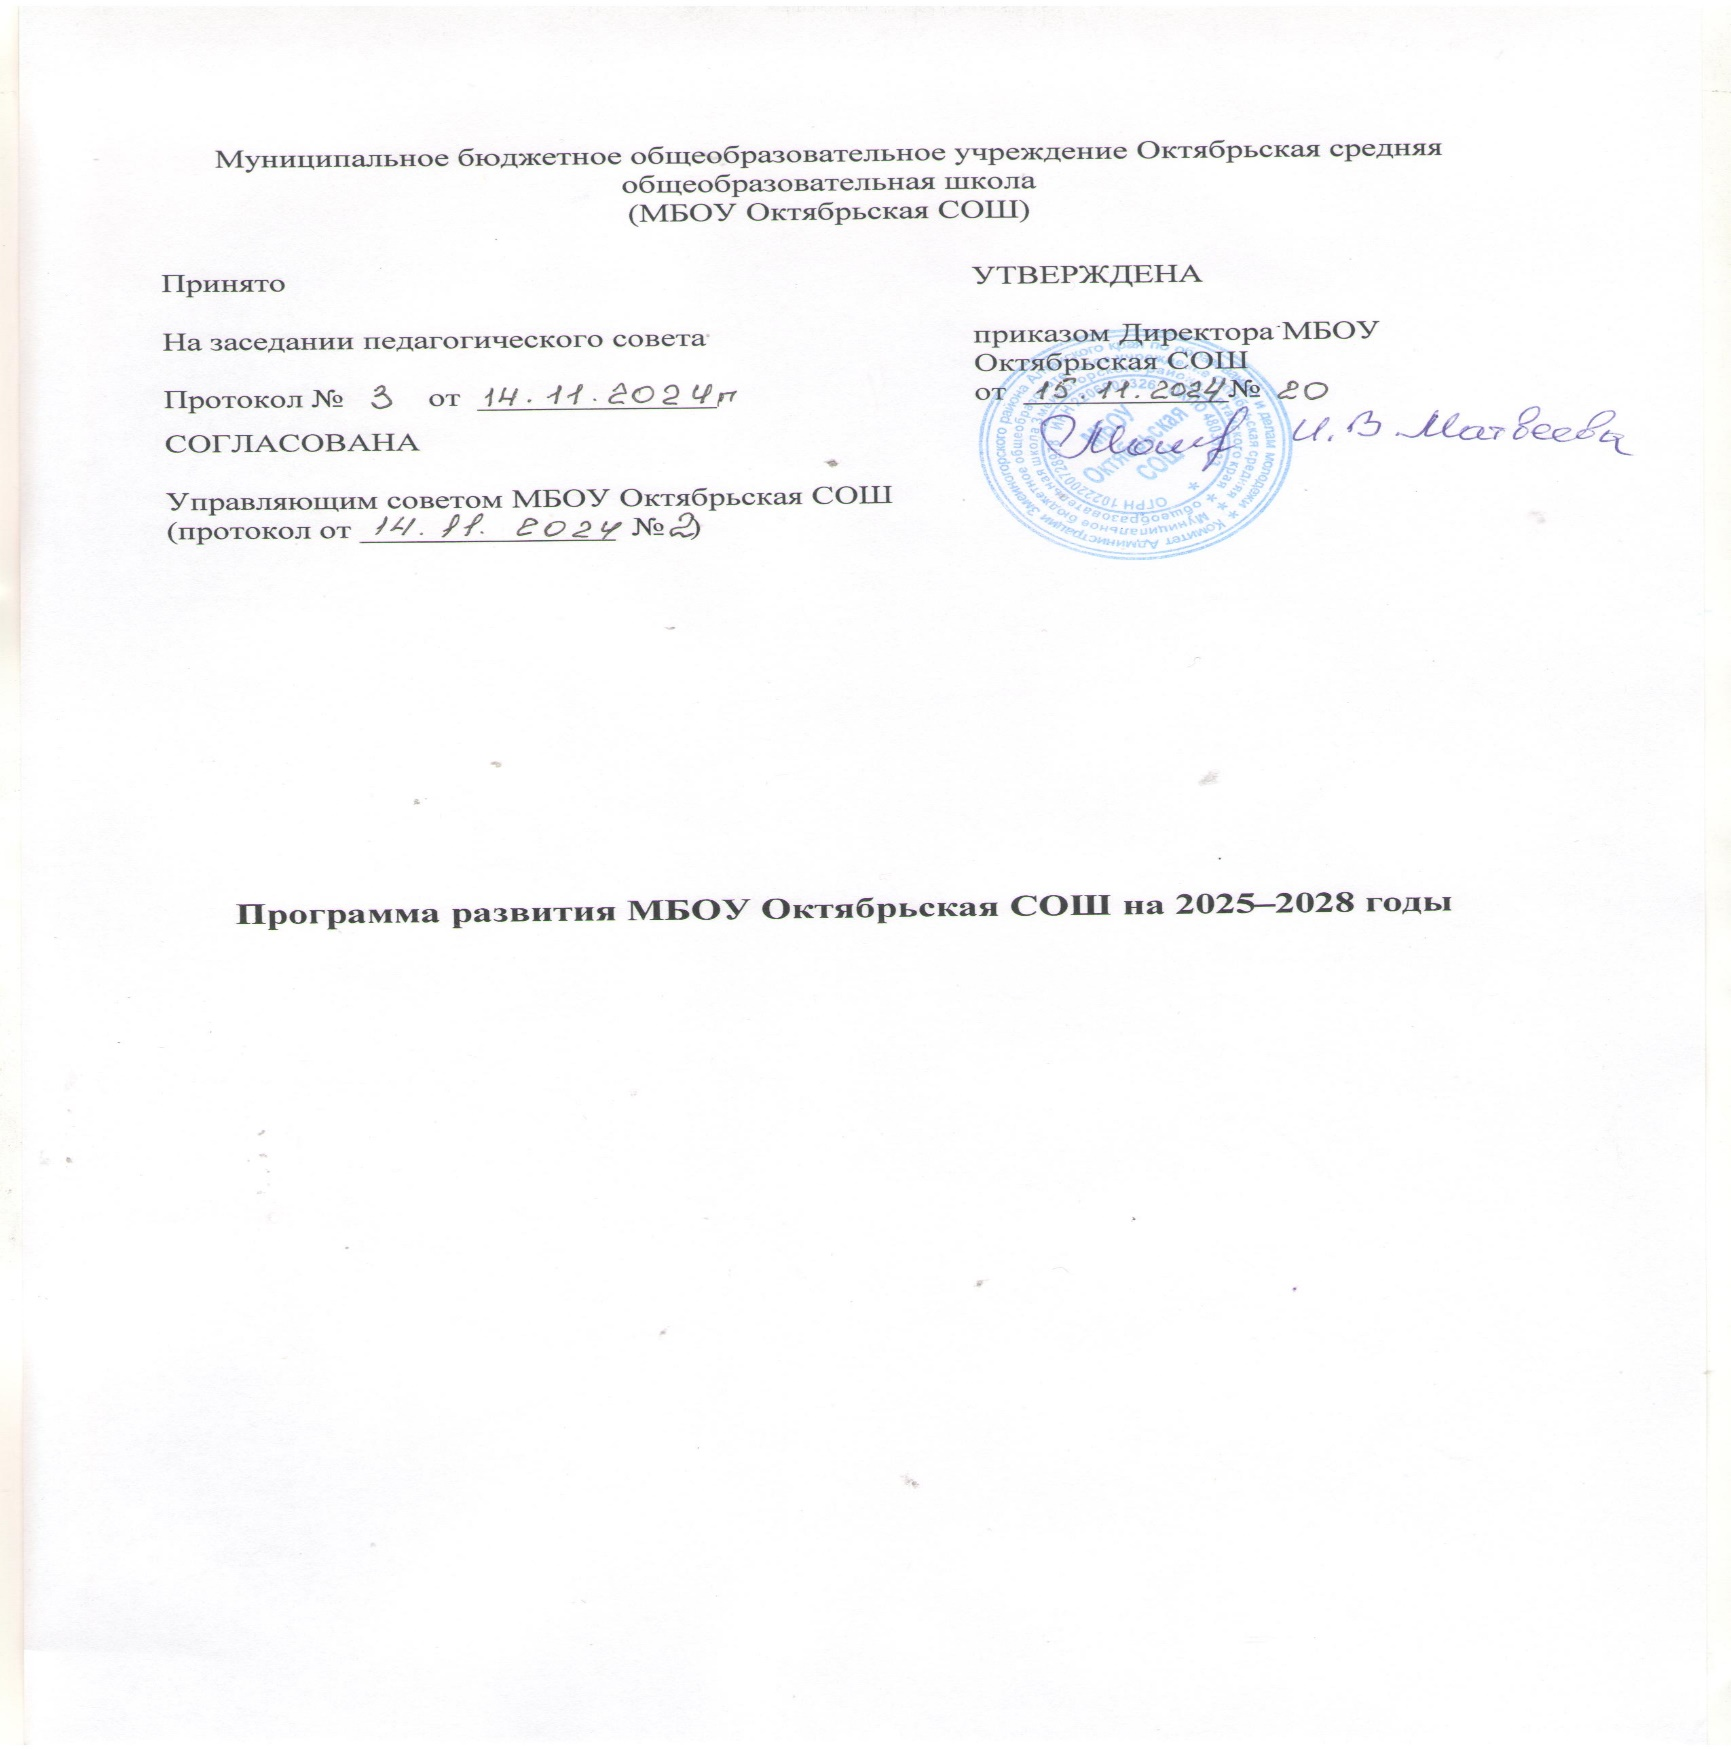 Муниципальное бюджетное общеобразовательное учреждение Октябрьская средняя
общеобразовательная школа
(МБОУ Октябрьская СОШ)
Принято
На заседании педагогического совета
Протокол № 3 от 14.11.2024г
СОГЛАСОВАНА
Управляющим советом МБОУ Октябрьская СОШ
(протокол от 14.11. 2024 №2)
УТВЕРЖДЕНА
приказом Директора МБОУ
Октябрьская СОШ
от 15.11.2024 № 20
И.В. Матвеева
МБОУ
Октябрьская
СОШ
Программа развития МБОУ Октябрьская СОШ на 2025–2028 годы